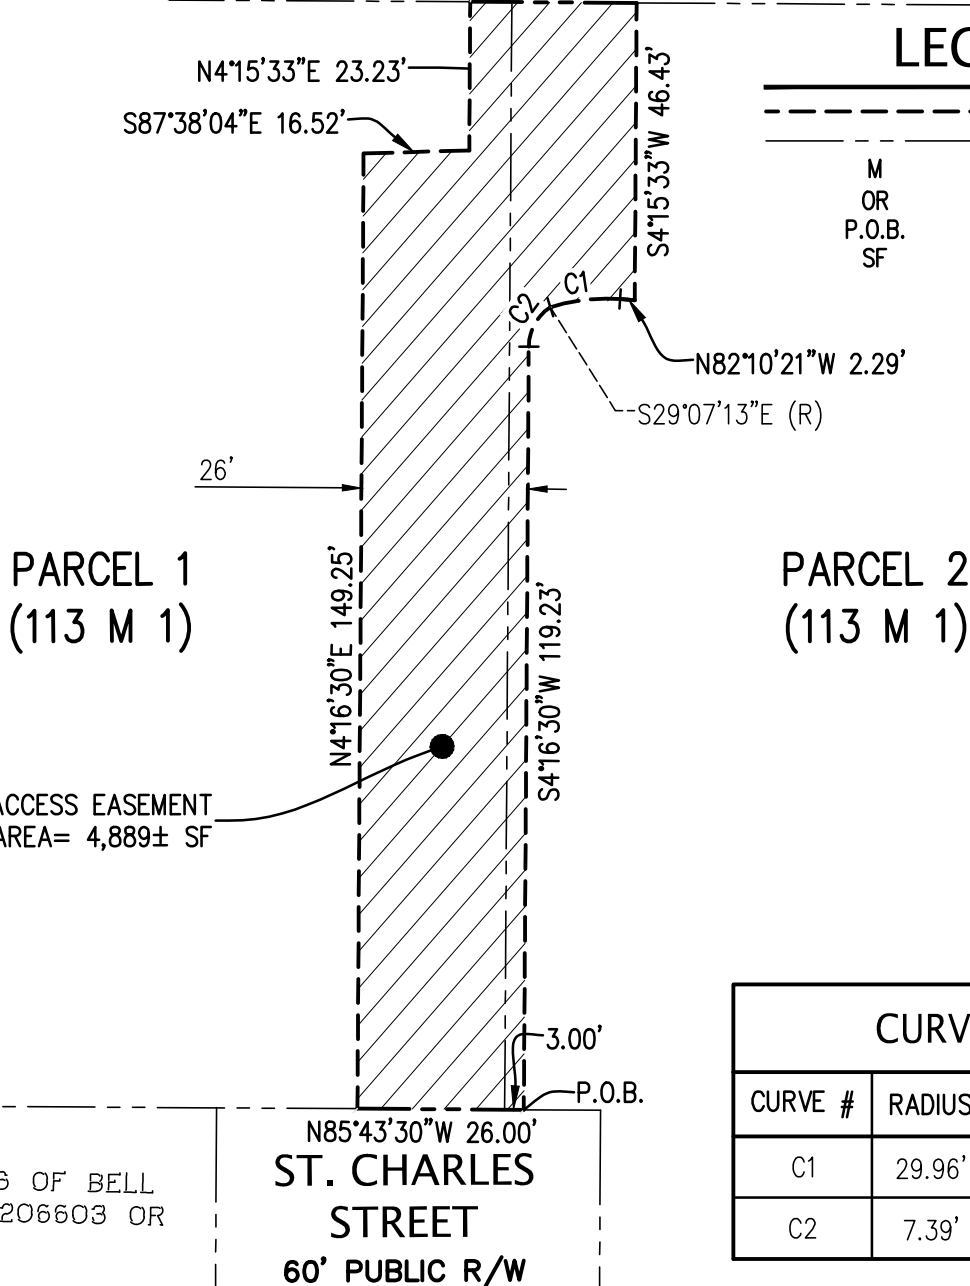 LEG
N4°15'33"E 23.23'
S87°38'04"E 16.52'
S4°15'33"W 46.43'
M
OR
P.O.B.
SF
C1
C2
N82°10'21"W 2.29'
S29°07'13"E (R)
26'
PARCEL 1
(113 M 1)
PARCEL 2
(113 M 1)
N4°16'30"E 149.25'
S4°16'30"W 119.23'
ACCESS EASEMENT
AREA= 4,889± SF
3.00'
P.O.B.
N85°43'30"W 26.00'
ST. CHARLES
STREET
60' PUBLIC R/W
OF BELL
206603 OR
CURV
CURVE # RADIUS
C1 29.96'
C2 7.39'